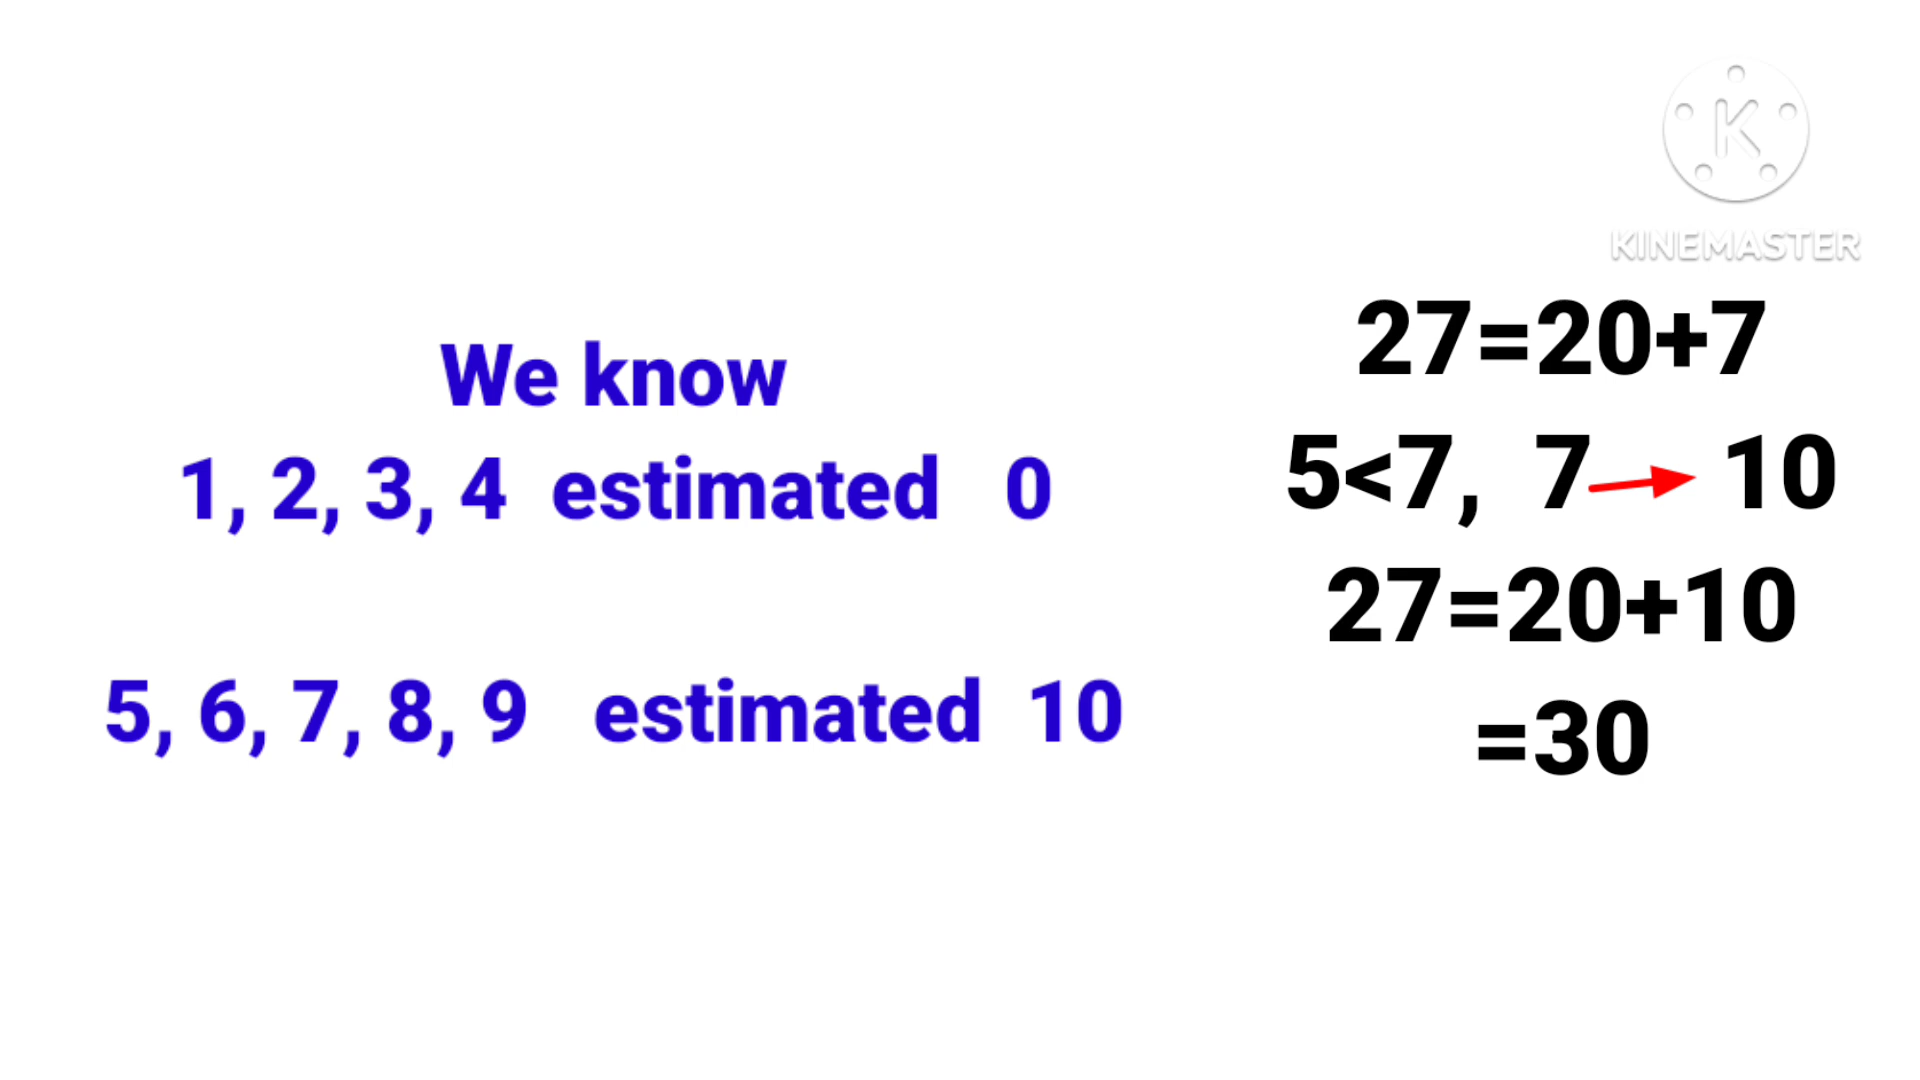 K
KINEMASTER
We know
1, 2, 3, 4 estimated 0
5, 6, 7, 8, 9 estimated 10
27=20+7
5<7, 7 → 10
27=20+10
=30